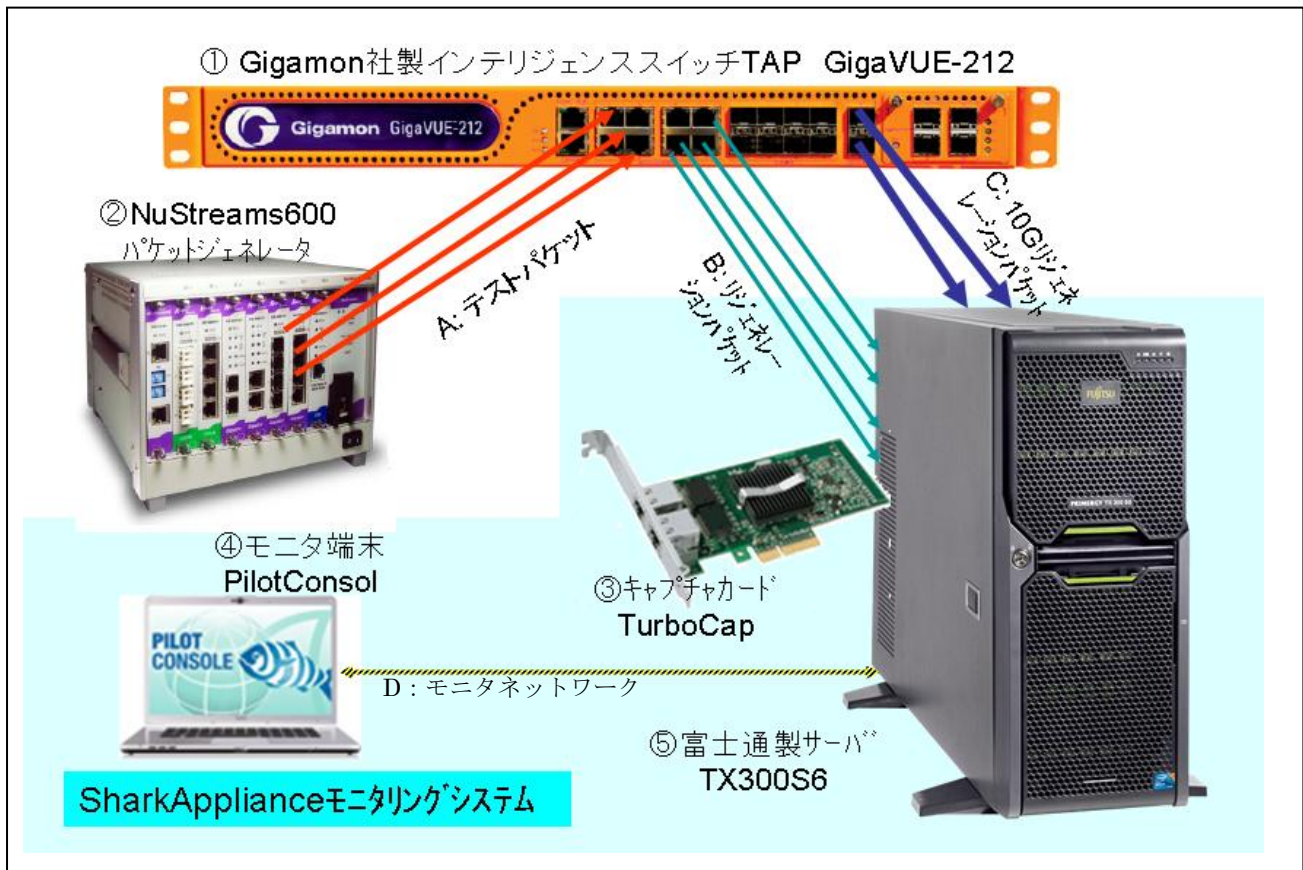 ① Gigamon社製インテリジェンススイッチTAP GigaVUE-212
Gigamon GigaVUE-212
②NuStreams600
パケットジェネレータ
A: テストパケット
B: リジェネレー
ションパケット
C: 10Gリジェネ
レーションパケット
FUJITSU
PRIMERGY TX300 S6
③キャプチャカード
TurboCap
④モニタ端末
PilotConsol
PILOT
CONSOLE
D：モニタネットワーク
⑤富士通製サーバ
TX300S6
SharkApplianceモニタリングシステム